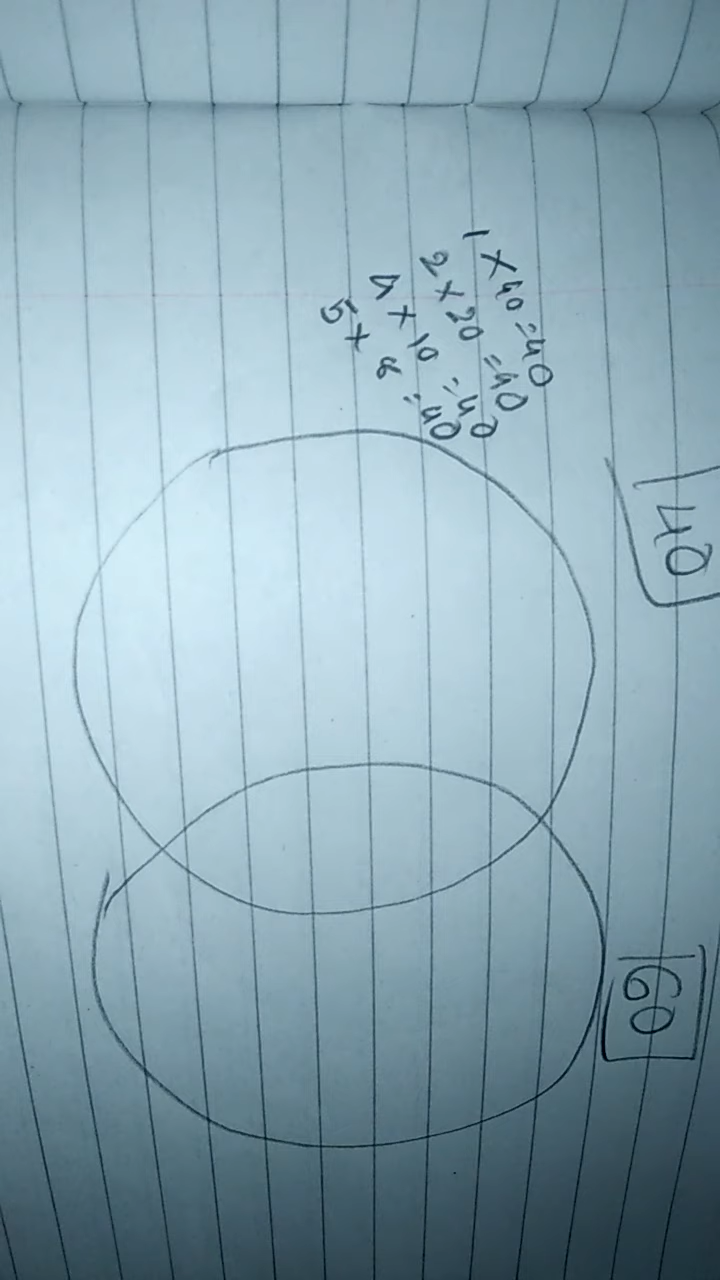 40
60
1 × 40 = 40
2 × 20 = 40
4 × 10 = 40
5 × 8 = 40